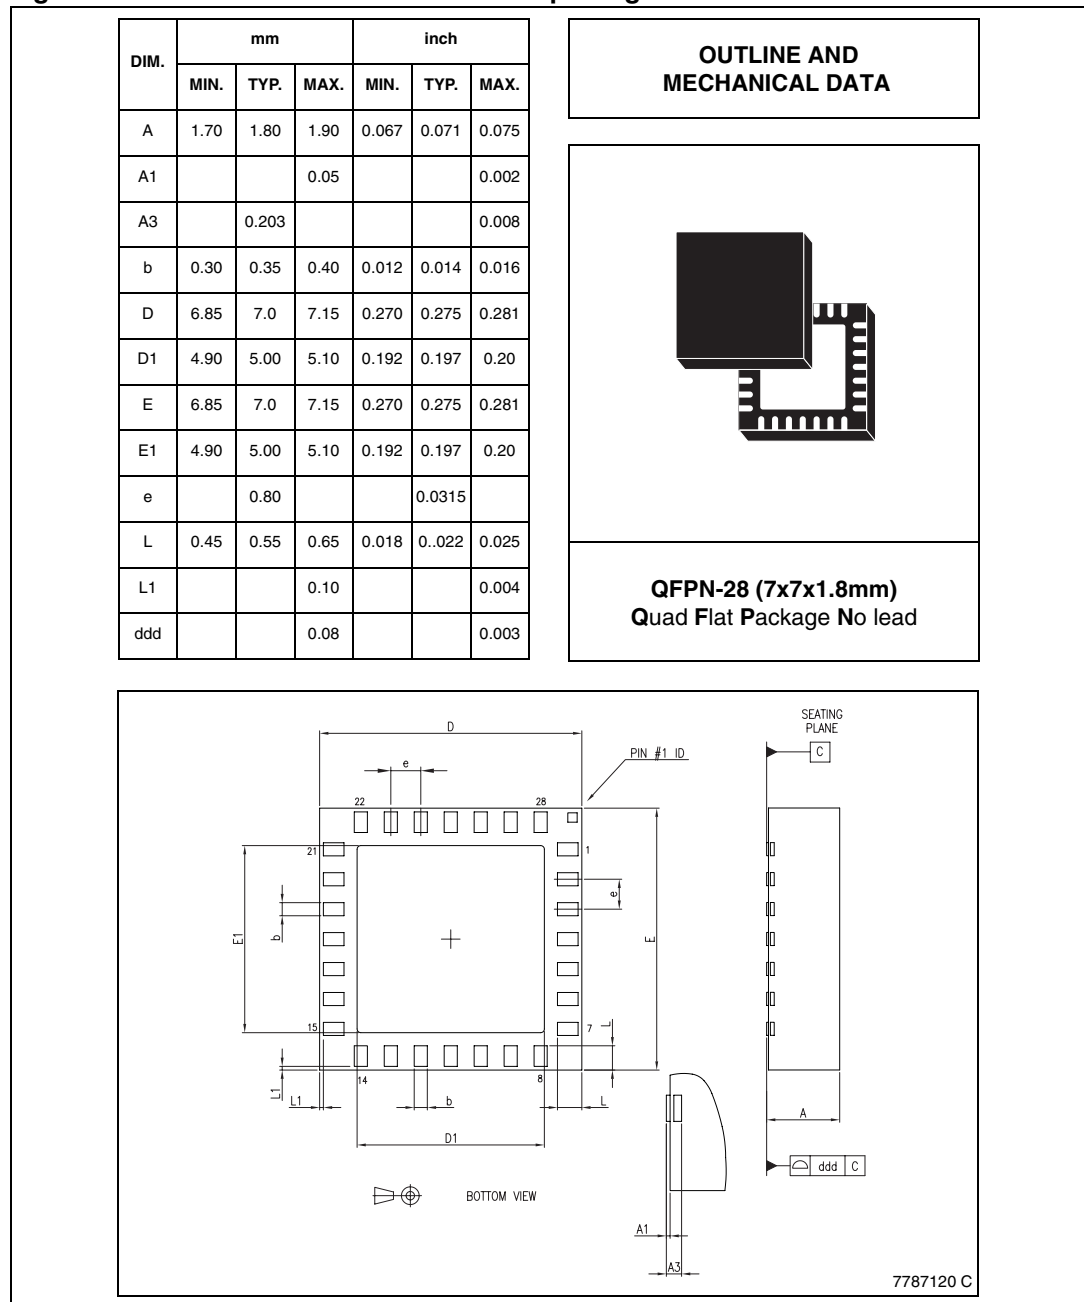 DIM. mm inch
MIN. TYP. MAX. MIN. TYP. MAX.
A 1.70 1.80 1.90 0.067 0.071 0.075
A1 0.05 0.002
A3 0.203 0.008
b 0.30 0.35 0.40 0.012 0.014 0.016
D 6.85 7.0 7.15 0.270 0.275 0.281
D1 4.90 5.00 5.10 0.192 0.197 0.20
E 6.85 7.0 7.15 0.270 0.275 0.281
E1 4.90 5.00 5.10 0.192 0.197 0.20
e 0.80 0.0315
L 0.45 0.55 0.65 0.018 0..022 0.025
L1 0.10 0.004
ddd 0.08 0.003
OUTLINE AND
MECHANICAL DATA
QFPN-28 (7x7x1.8mm)
Quad Flat Package No lead
SEATING
PLANE
C
D
PIN #1 ID
e
22 28
21 1
e
b
E1
E
15 7
L
14 8
L1
L1 b L
D1
A
ddd C
BOTTOM VIEW
A1
A3
7787120 C